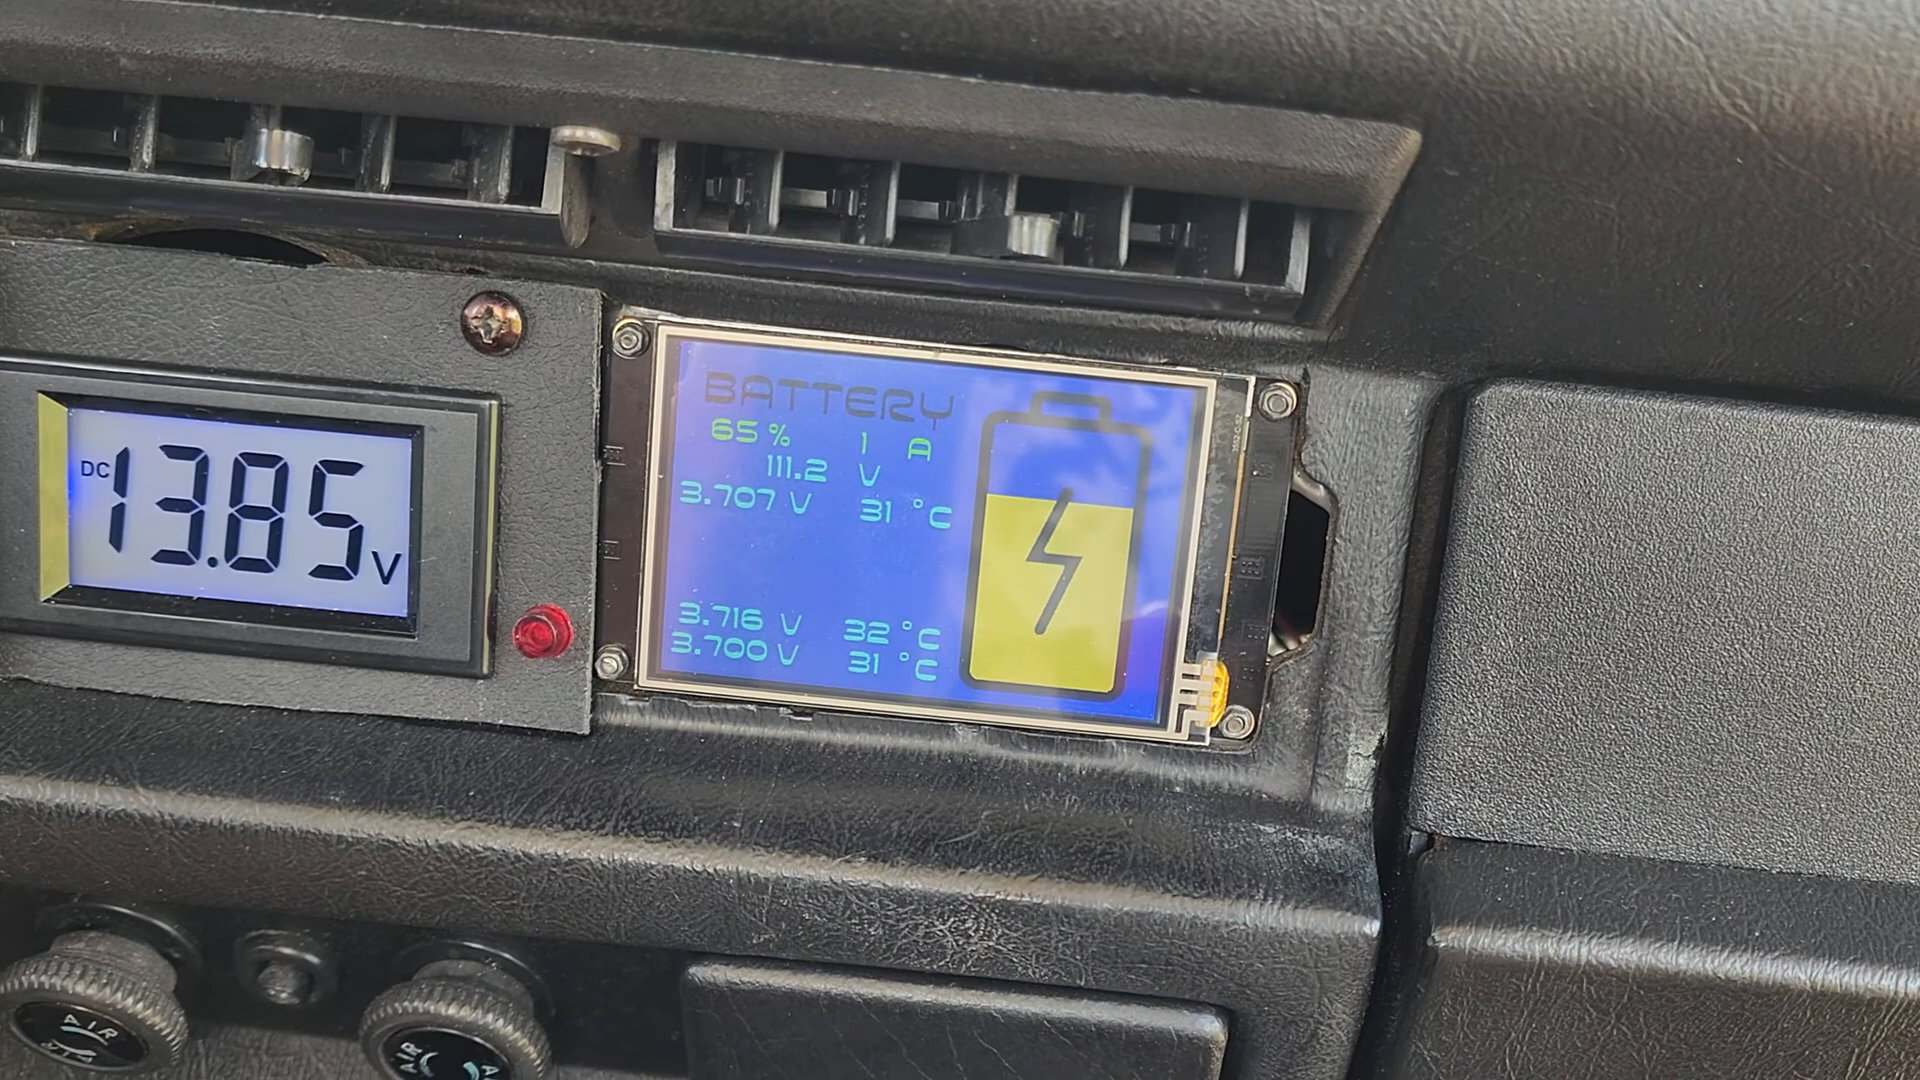 DC 13.85 V
BATTERY
65 % 1 A
111.2 V
3.707 V 31 °C
3.716 V 32 °C
3.700 V 31 °C
AIR
AIR